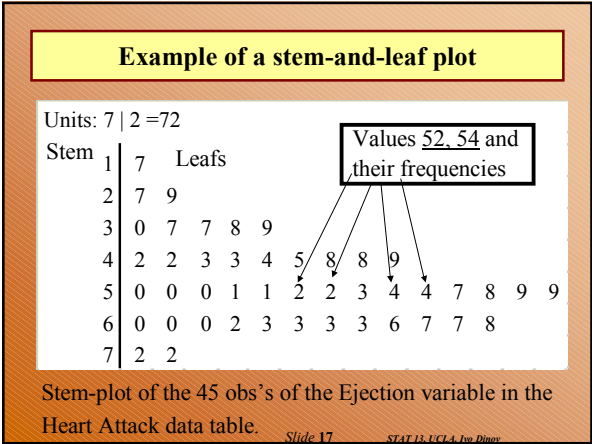 Example of a stem-and-leaf plot
Units: 7 | 2 =72
Values 52, 54 and
their frequencies
Stem 1 7 Leafs
2 7 9
3 0 7 7 8 9
4 2 2 3 3 4 5 8 8 9
5 0 0 0 1 1 2 2 3 4 4 7 8 9 9
6 0 0 0 2 3 3 3 3 6 7 7 8
7 2 2
Stem-plot of the 45 obs's of the Ejection variable in the
Heart Attack data table.
Slide 17 STAT 13, UCLA, Ivo Dinov